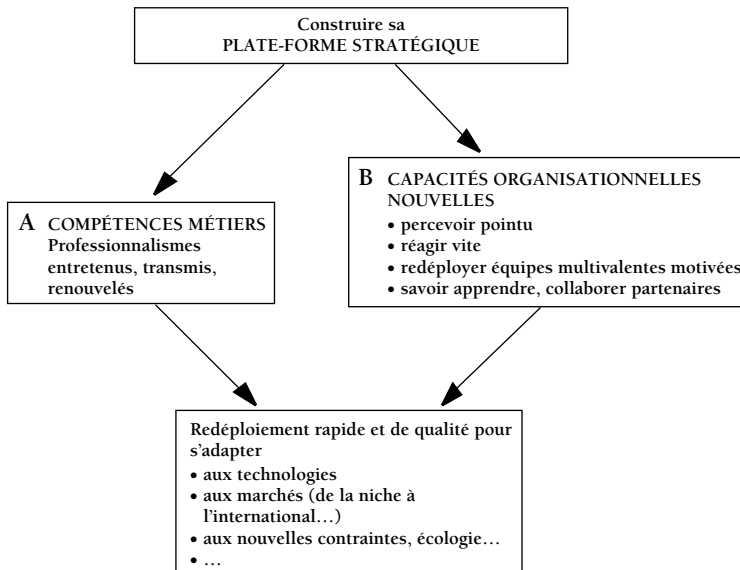 Construire sa
PLATE-FORME STRATÉGIQUE
A COMPÉTENCES MÉTIERS
Professionnalismes
entretenus, transmis,
renouvelés
B CAPACITÉS ORGANISATIONNELLES
NOUVELLES
• percevoir pointu
• réagir vite
• redéployer équipes multivalentes motivées
• savoir apprendre, collaborer partenaires
Redéploiement rapide et de qualité pour
s’adapter
• aux technologies
• aux marchés (de la niche à
l’international…)
• aux nouvelles contraintes, écologie…
• …